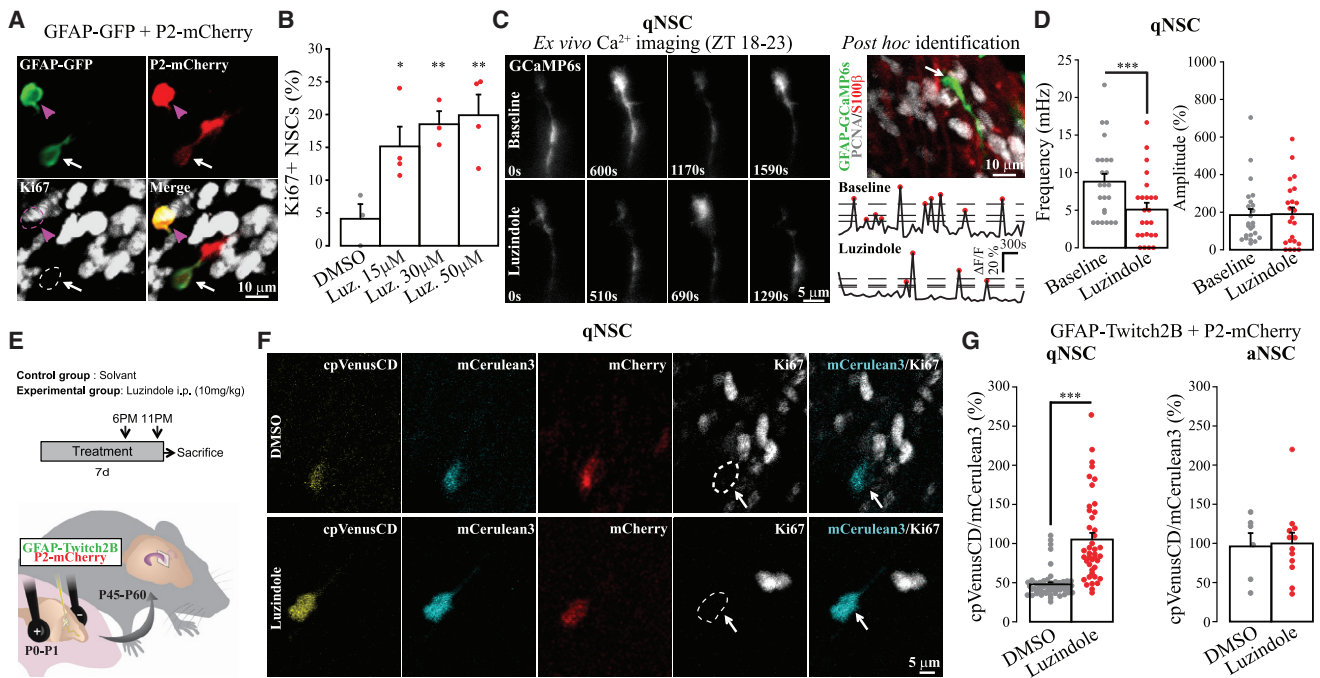 A
GFAP-GFP + P2-mCherry
GFAP-GFP
P2-mCherry
Ki67
Merge
10 μm
B
Ki67+ NSCs (%)
30
25
20
15
10
5
0
* ** **
DMSO
Luz. 15μM
Luz. 30μM
Luz. 50μM
C
qNSC
Ex vivo Ca²⁺ imaging (ZT 18-23)
Post hoc identification
GCaMP6s
Baseline
0s
600s
1170s
1590s
Luzindole
0s
510s
690s
1290s
5 μm
GFAP-GCaMP6s
PCNA/S100β
10 μm
Baseline
Luzindole
300s
ΔF/F
20 %
D
qNSC
Frequency (mHz)
25
20
15
10
5
0
***
Baseline
Luzindole
Amplitude (%)
1000
800
600
400
200
0
Baseline
Luzindole
E
Control group : Solvant
Experimental group: Luzindole i.p. (10mg/kg)
6PM 11PM
Treatment
Sacrifice
7d
GFAP-Twitch2B
P2-mCherry
P45-P60
+
-
P0-P1
F
qNSC
cpVenusCD
mCerulean3
mCherry
Ki67
mCerulean3/Ki67
DMSO
cpVenusCD
mCerulean3
mCherry
Ki67
mCerulean3/Ki67
Luzindole
5 μm
G
GFAP-Twitch2B + P2-mCherry
qNSC
aNSC
cpVenusCD/mCerulean3 (%)
300
250
200
150
100
50
0
***
DMSO
Luzindole
cpVenusCD/mCerulean3 (%)
300
250
200
150
100
50
0
DMSO
Luzindole